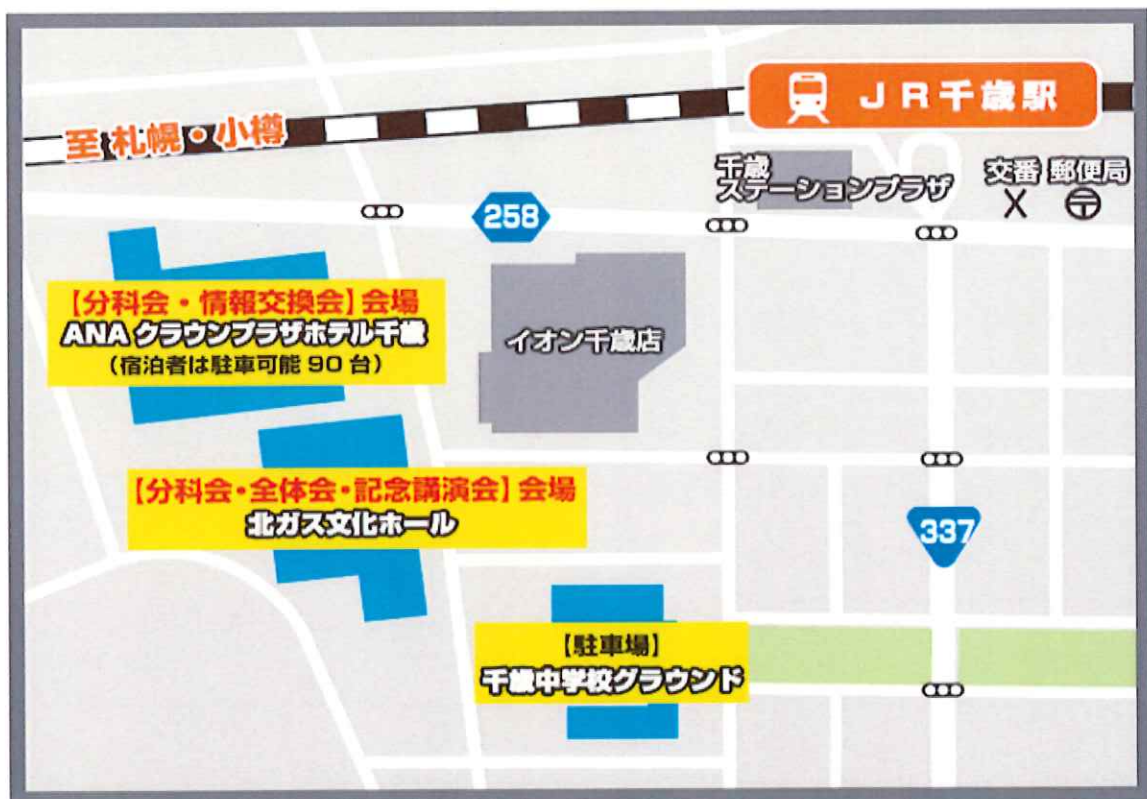 JR千歳駅
至 札幌・小樽
千歳
ステーションプラザ
交番 郵便局
258
【分科会・情報交換会】会場
ANAクラウンプラザホテル千歳
(宿泊者は駐車可能 90 台)
イオン千歳店
【分科会・全体会・記念講演会】会場
北ガス文化ホール
337
【駐車場】
千歳中学校グラウンド